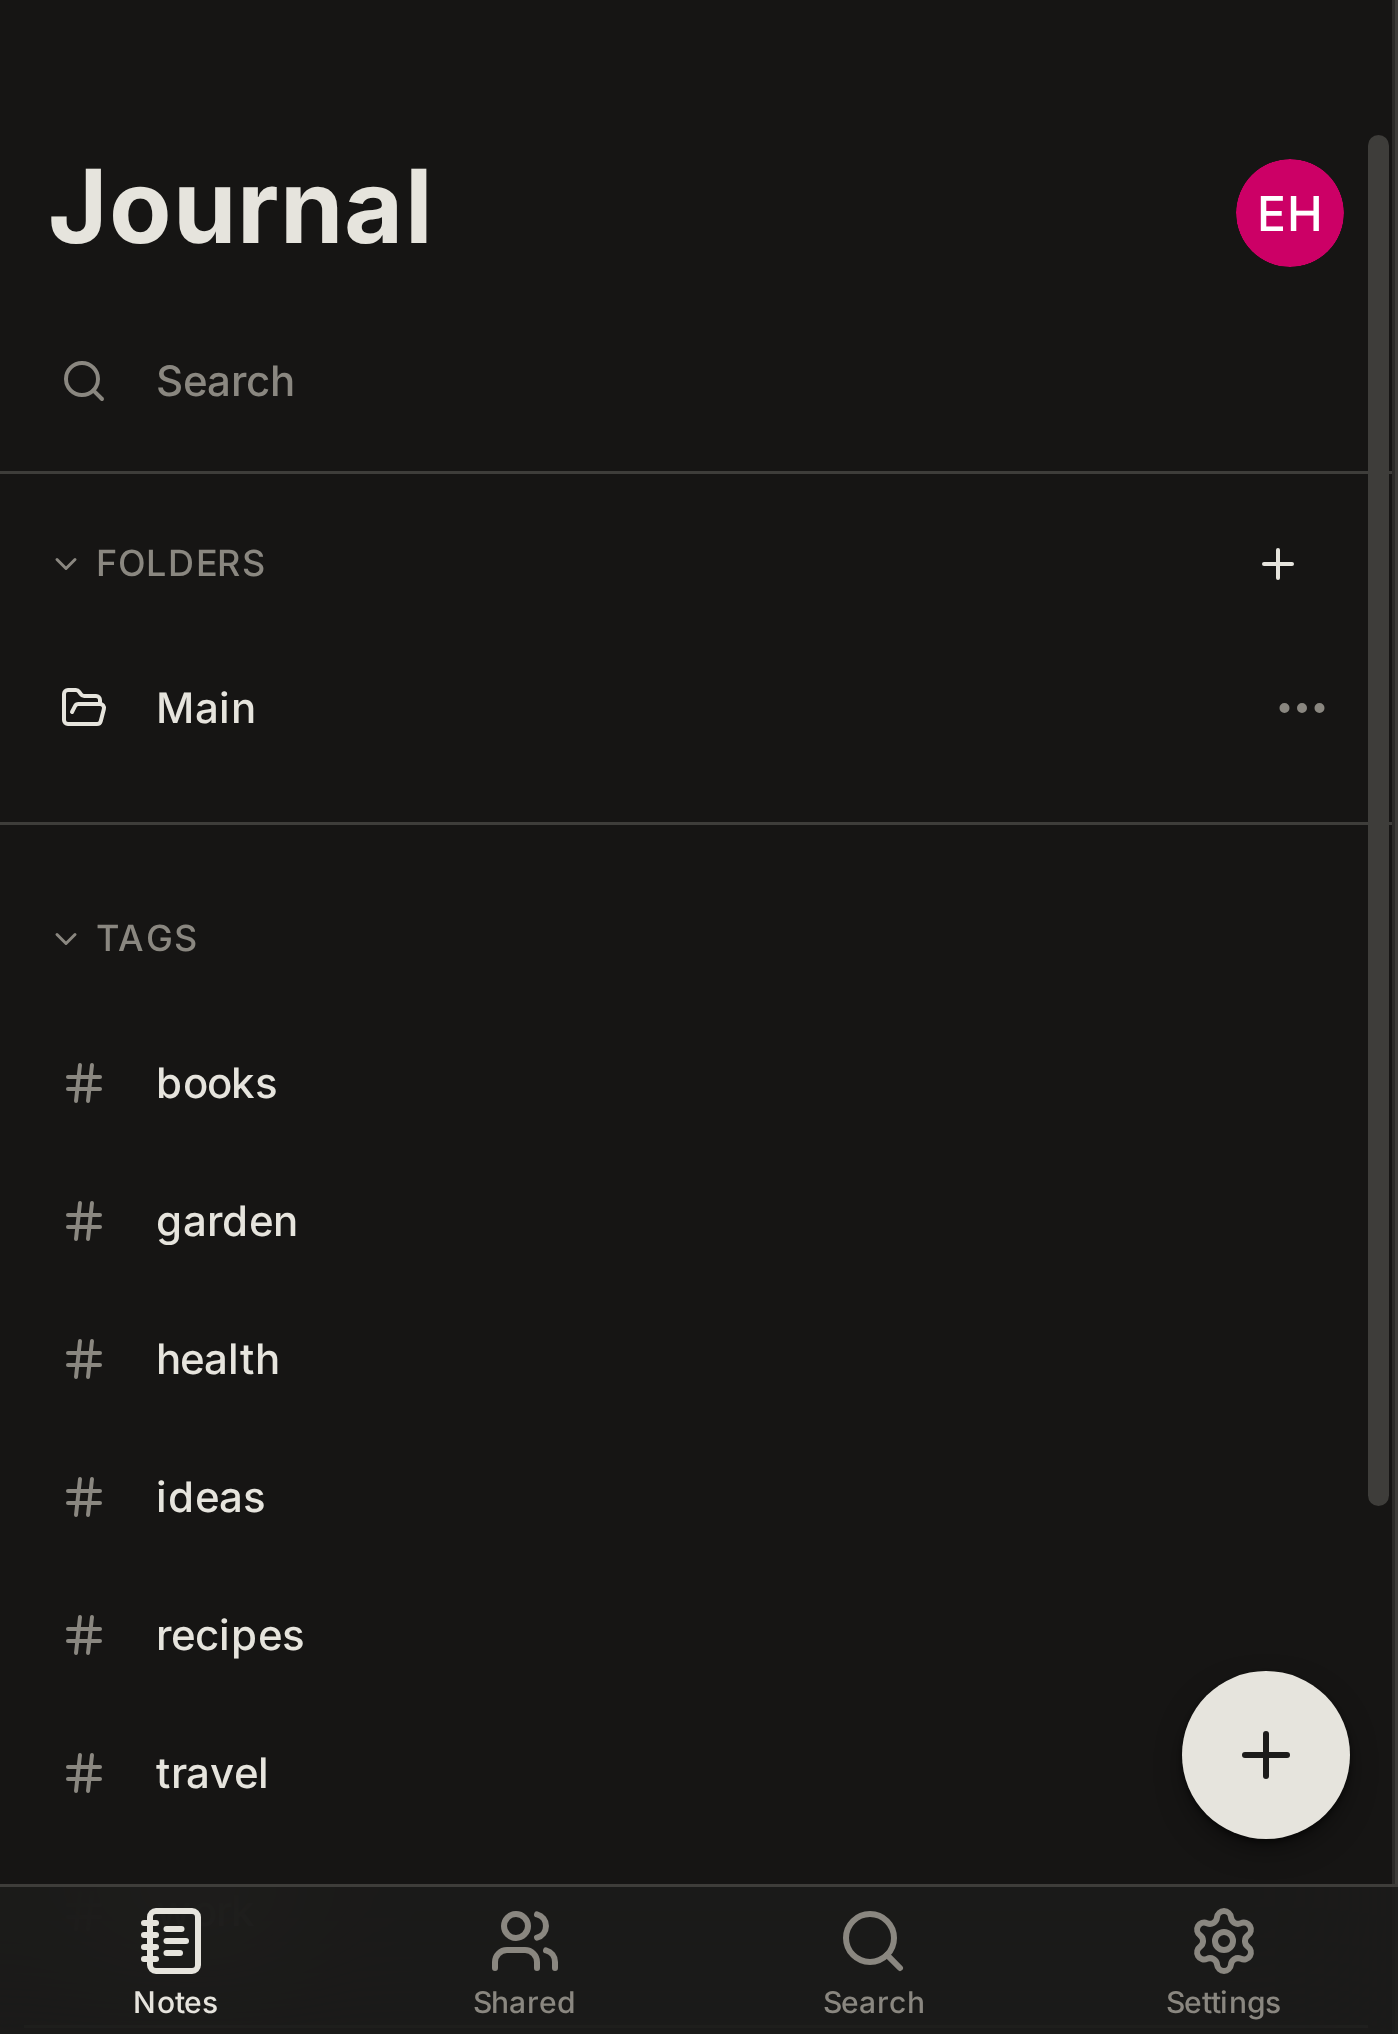 Journal
EH
Search
FOLDERS
Main
TAGS
# books
# garden
# health
# ideas
# recipes
# travel
Notes
Shared
Search
Settings